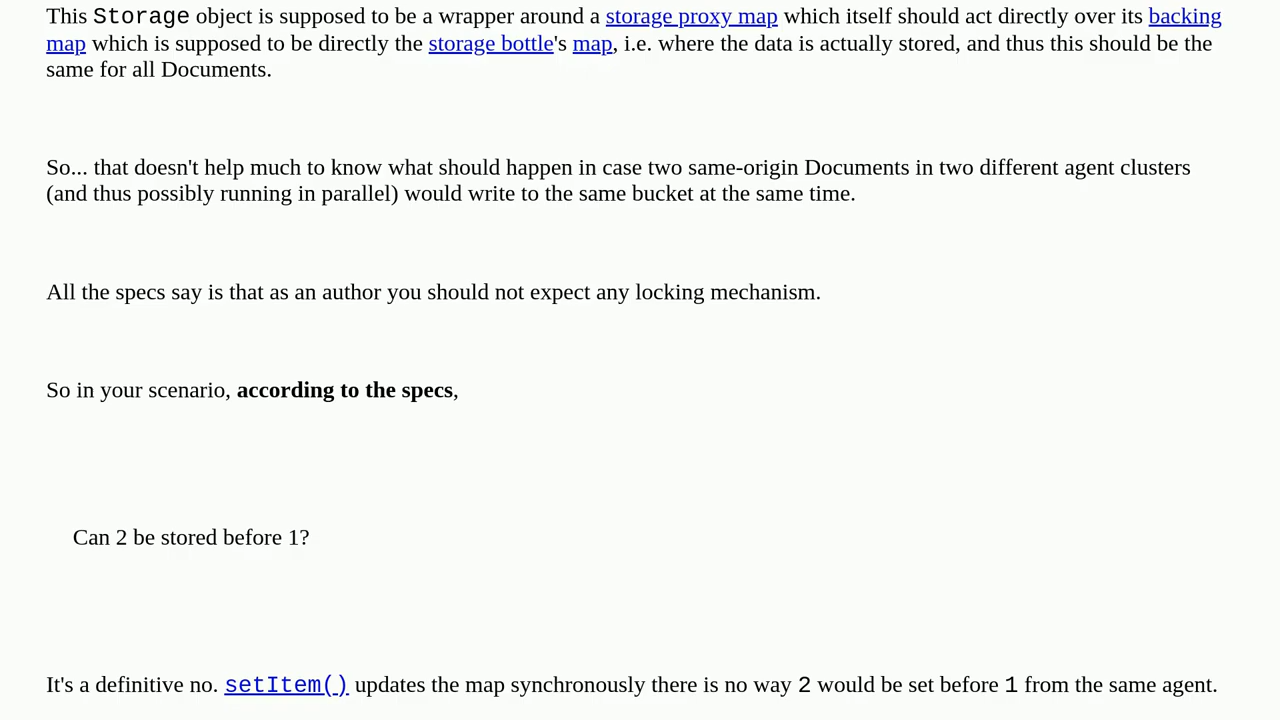 This Storage object is supposed to be a wrapper around a storage proxy map which itself should act directly over its backing
map which is supposed to be directly the storage bottle's map, i.e. where the data is actually stored, and thus this should be the
same for all Documents.
So... that doesn't help much to know what should happen in case two same-origin Documents in two different agent clusters
(and thus possibly running in parallel) would write to the same bucket at the same time.
All the specs say is that as an author you should not expect any locking mechanism.
So in your scenario, according to the specs,
Can 2 be stored before 1?
It's a definitive no. setItem() updates the map synchronously there is no way 2 would be set before 1 from the same agent.